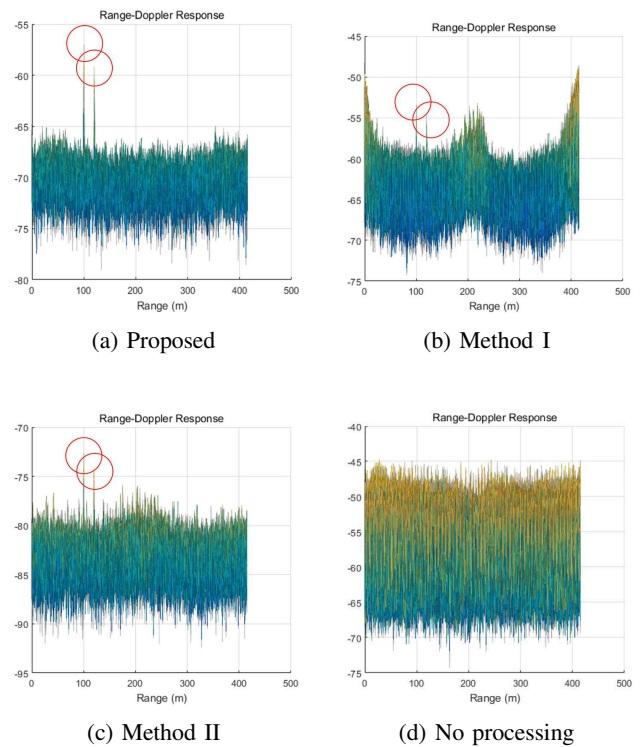 Range-Doppler Response
-55
-60
-65
-70
-75
-80
0 100 200 300 400 500
Range (m)
(a) Proposed
Range-Doppler Response
-45
-50
-55
-60
-65
-70
-75
0 100 200 300 400 500
Range (m)
(b) Method I
Range-Doppler Response
-70
-75
-80
-85
-90
-95
0 100 200 300 400 500
Range (m)
(c) Method II
Range-Doppler Response
-40
-45
-50
-55
-60
-65
-70
-75
0 100 200 300 400 500
Range (m)
(d) No processing